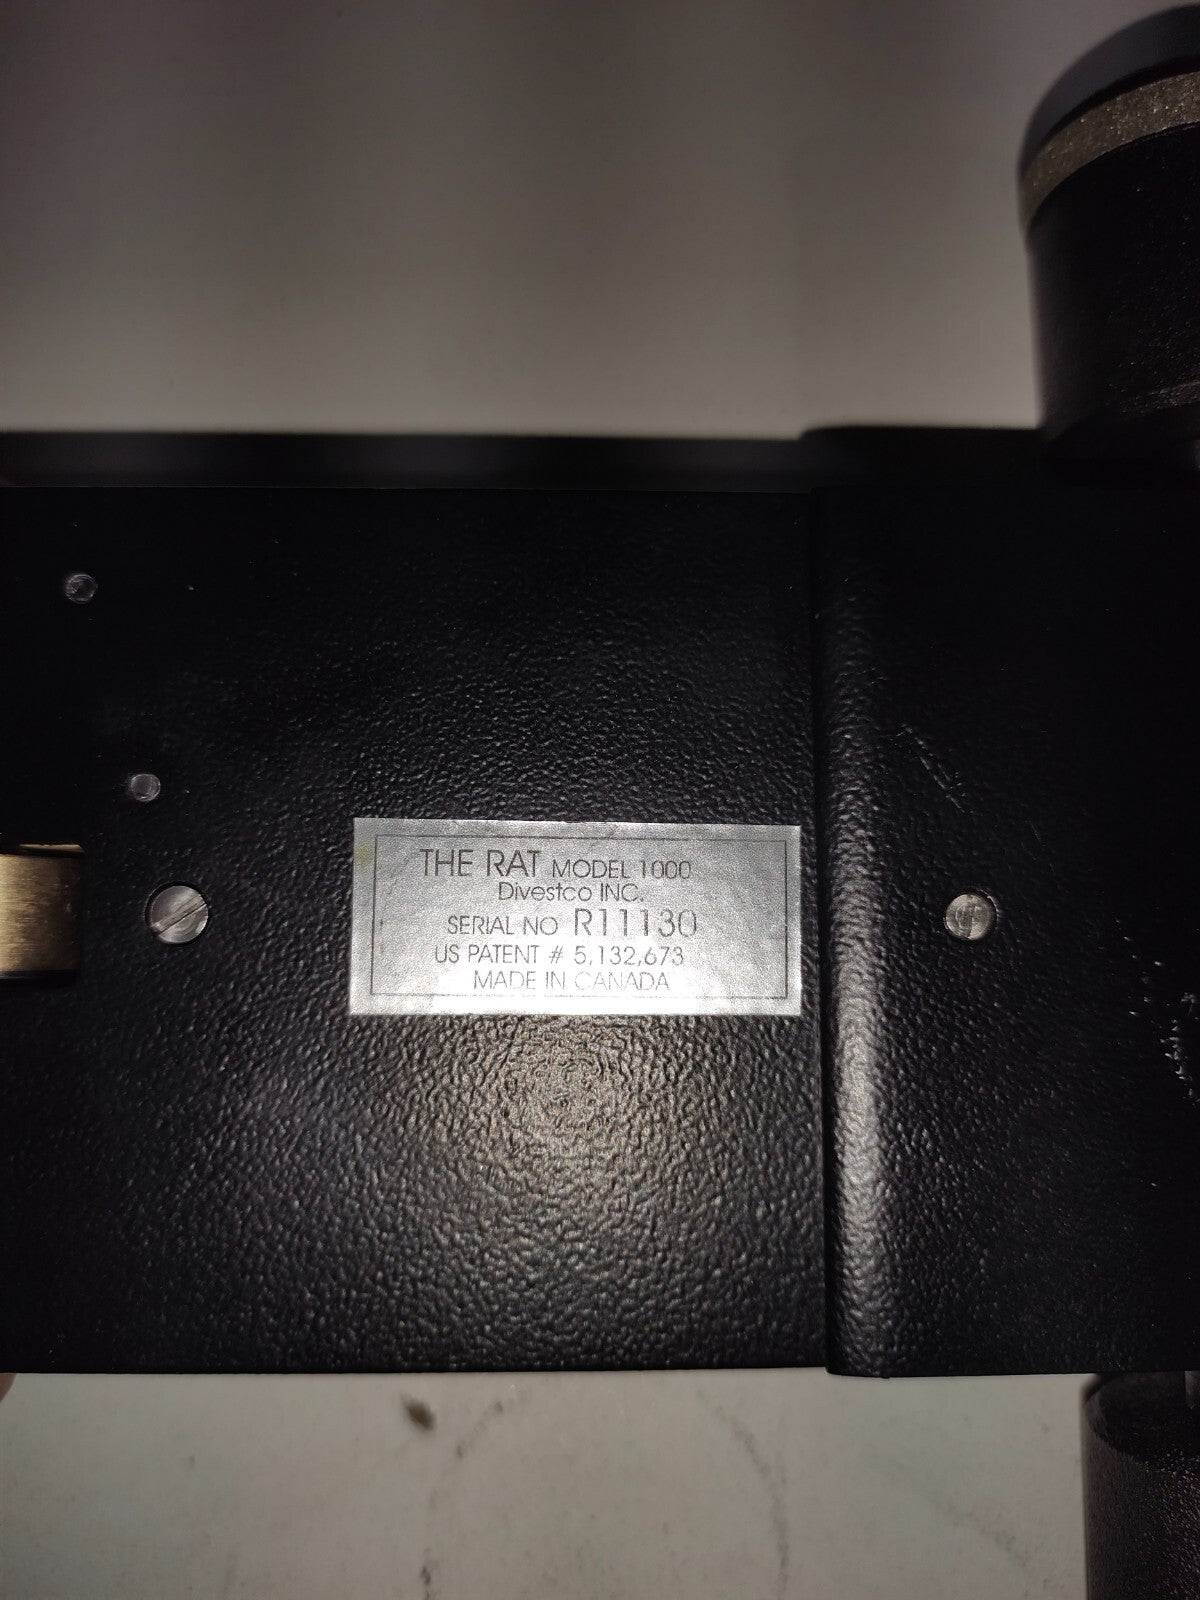 THE RAT MODEL 1000
Divestco INC.
SERIAL NO R11130
US PATENT # 5,132,673
MADE IN CANADA